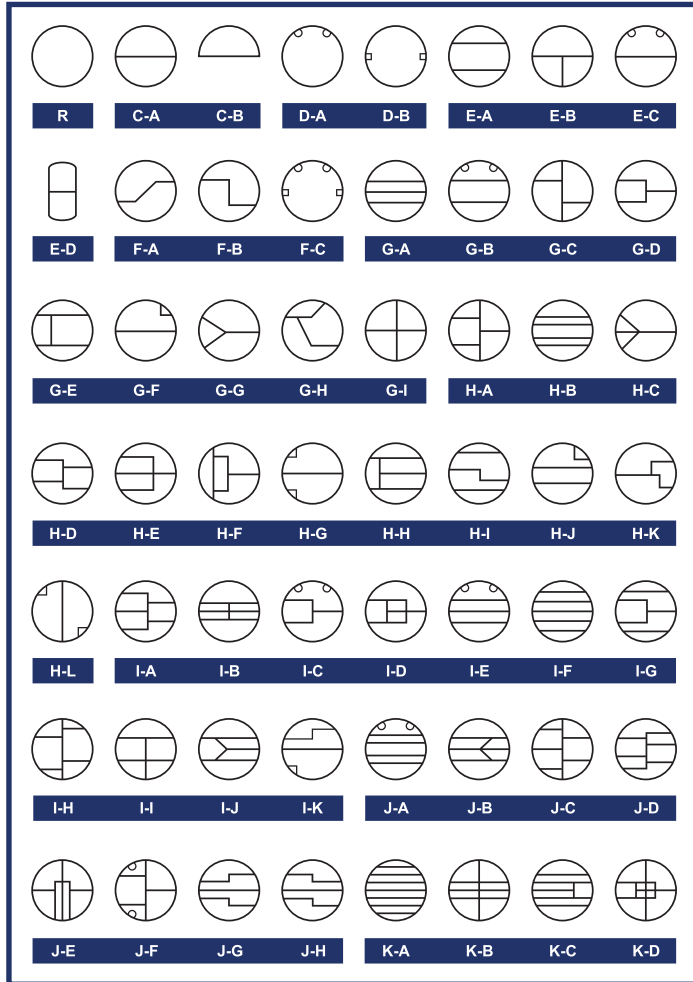 R C-A C-B D-A D-B E-A E-B E-C
E-D F-A F-B F-C G-A G-B G-C G-D
G-E G-F G-G G-H G-I H-A H-B H-C
H-D H-E H-F H-G H-H H-I H-J H-K
H-L I-A I-B I-C I-D I-E I-F I-G
I-H I-I I-J I-K J-A J-B J-C J-D
J-E J-F J-G J-H K-A K-B K-C K-D